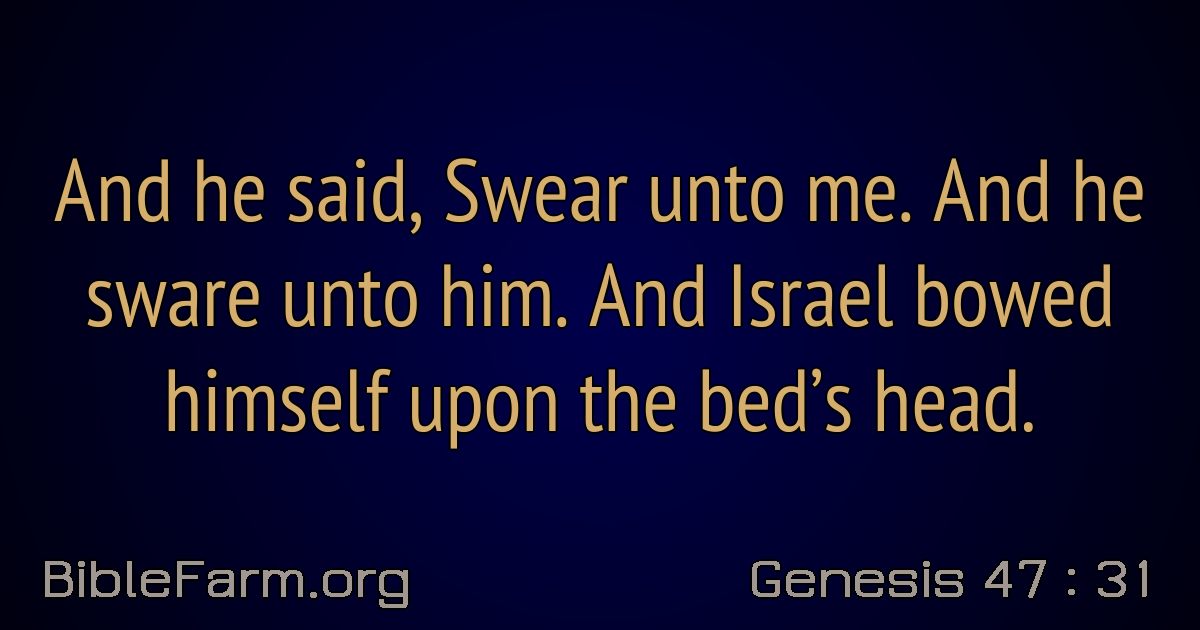 And he said, Swear unto me. And he
sware unto him. And Israel bowed
himself upon the bed’s head.
BibleFarm.org
Genesis 47 : 31